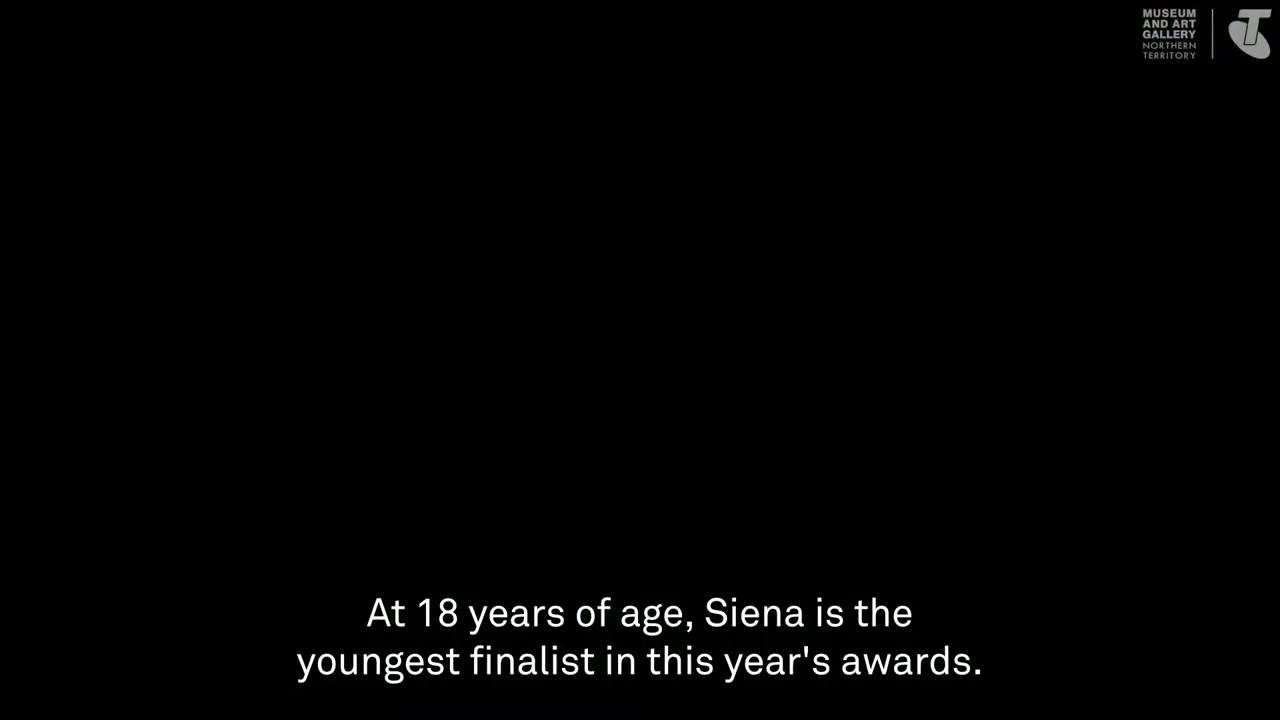 MUSEUM
AND ART
GALLERY
NORTHERN
TERRITORY
T
At 18 years of age, Siena is the
youngest finalist in this year's awards.